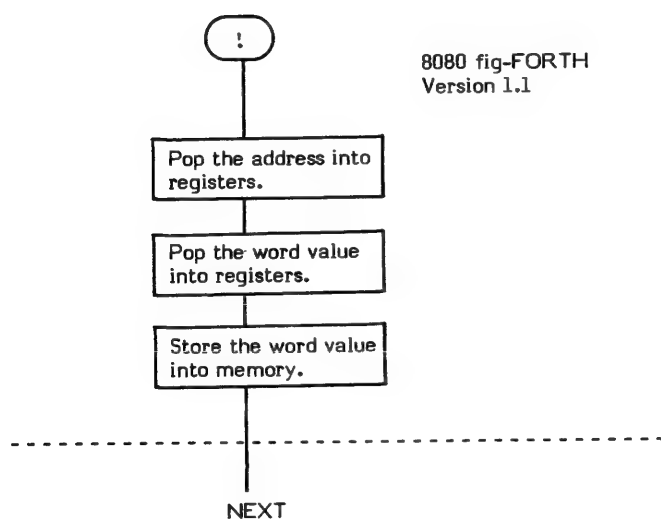 !
8080 fig-FORTH
Version 1.1
Pop the address into
registers.
Pop the word value
into registers.
Store the word value
into memory.
NEXT